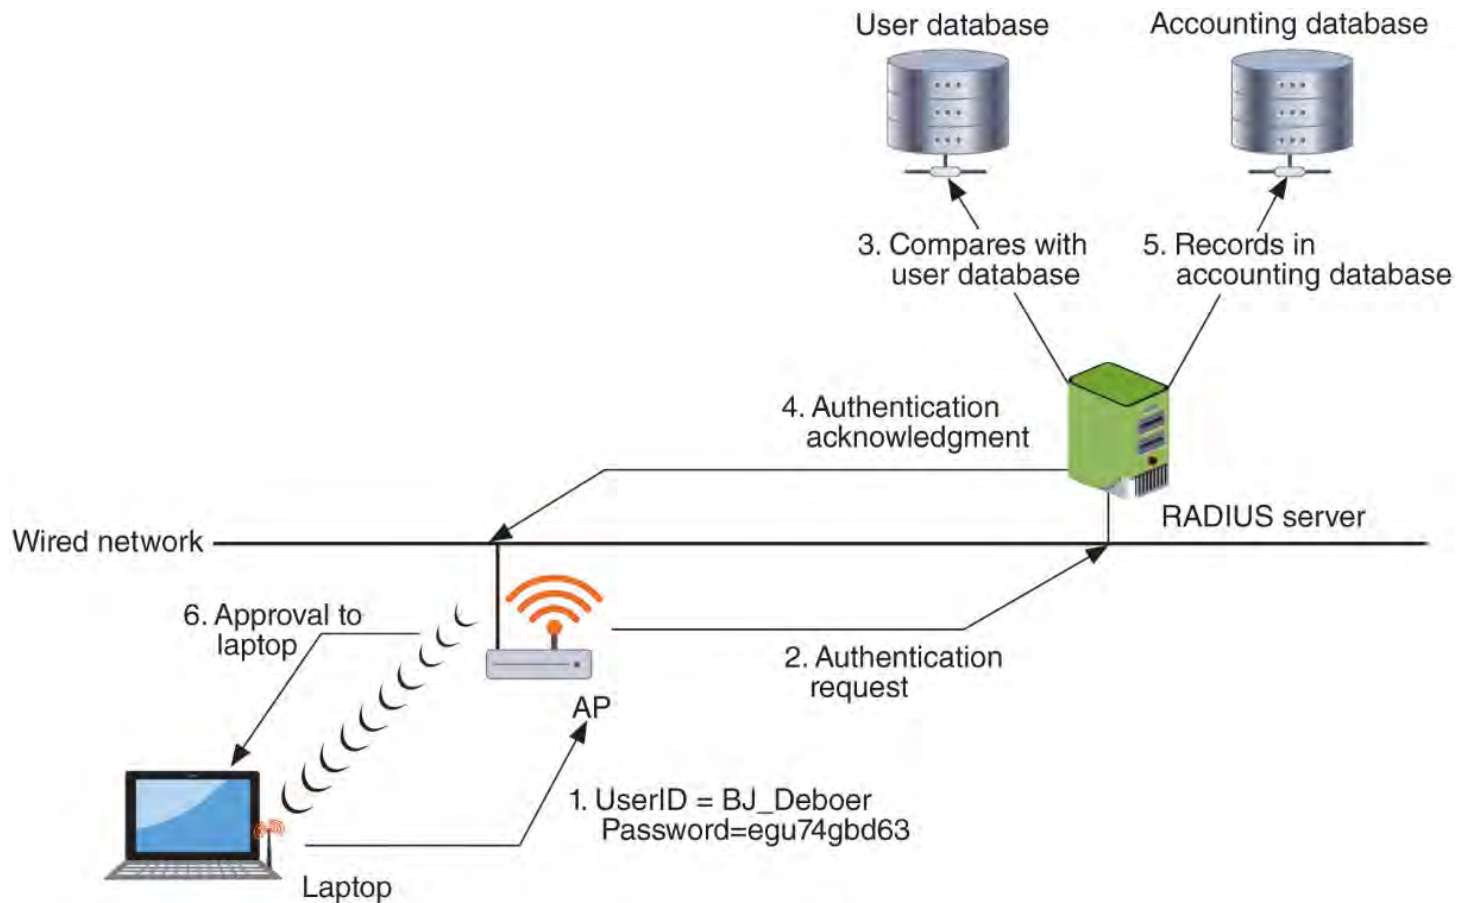 User database
Accounting database
3. Compares with
user database
5. Records in
accounting database
4. Authentication
acknowledgment
RADIUS server
Wired network
6. Approval to
laptop
2. Authentication
request
AP
1. UserID = BJ_Deboer
Password=egu74gbd63
Laptop